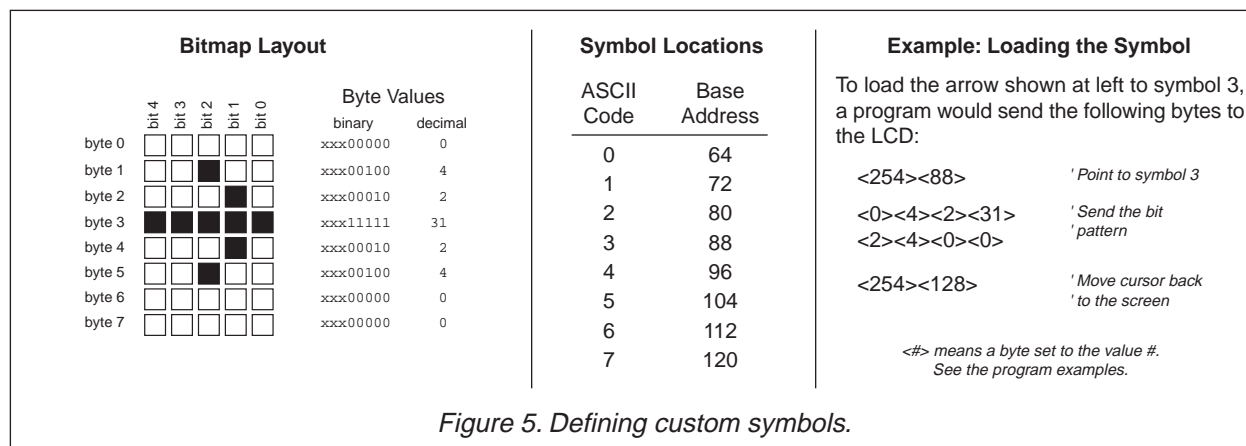 Bitmap Layout
bit 4 bit 3 bit 2 bit 1 bit 0
Byte Values
binary decimal
byte 0 xxx00000 0
byte 1 xxx00100 4
byte 2 xxx00010 2
byte 3 xxx11111 31
byte 4 xxx00010 2
byte 5 xxx00100 4
byte 6 xxx00000 0
byte 7 xxx00000 0
Symbol Locations
ASCII Base
Code Address
0 64
1 72
2 80
3 88
4 96
5 104
6 112
7 120
Example: Loading the Symbol
To load the arrow shown at left to symbol 3,
a program would send the following bytes to
the LCD:
<254><88> ' Point to symbol 3
<0><4><2><31> ' Send the bit
<2><4><0><0> ' pattern
<254><128> ' Move cursor back
' to the screen
<#> means a byte set to the value #.
See the program examples.
Figure 5. Defining custom symbols.